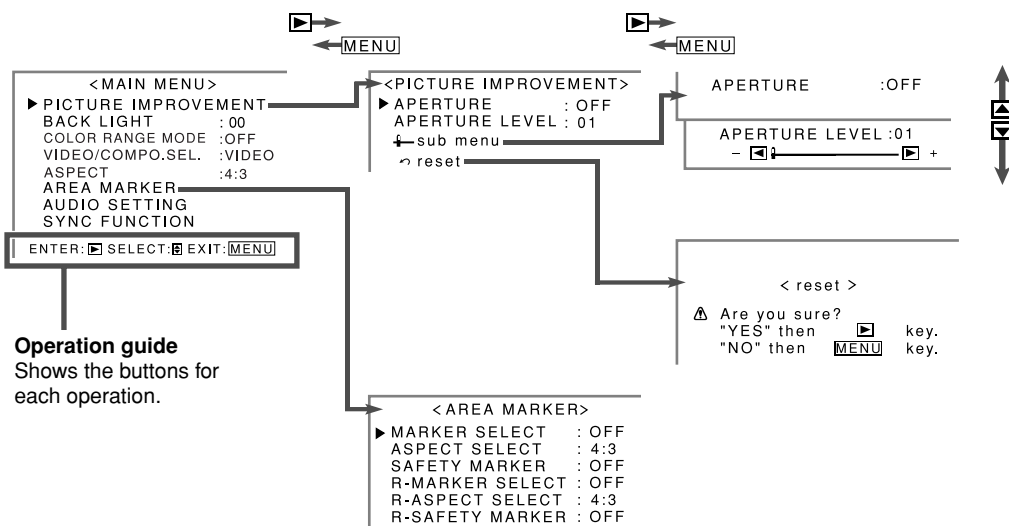 MENU
MENU
<MAIN MENU>
PICTURE IMPROVEMENT
BACK LIGHT : 00
COLOR RANGE MODE :OFF
VIDEO/COMPO.SEL. :VIDEO
ASPECT :4:3
AREA MARKER
AUDIO SETTING
SYNC FUNCTION
ENTER: SELECT: EXIT: MENU
Operation guide
Shows the buttons for
each operation.
<PICTURE IMPROVEMENT>
APERTURE : OFF
APERTURE LEVEL : 01
sub menu
reset
APERTURE :OFF
APERTURE LEVEL :01
– +
< reset >
Are you sure?
"YES" then key.
"NO" then MENU key.
<AREA MARKER>
MARKER SELECT : OFF
ASPECT SELECT : 4:3
SAFETY MARKER : OFF
R-MARKER SELECT : OFF
R-ASPECT SELECT : 4:3
R-SAFETY MARKER : OFF